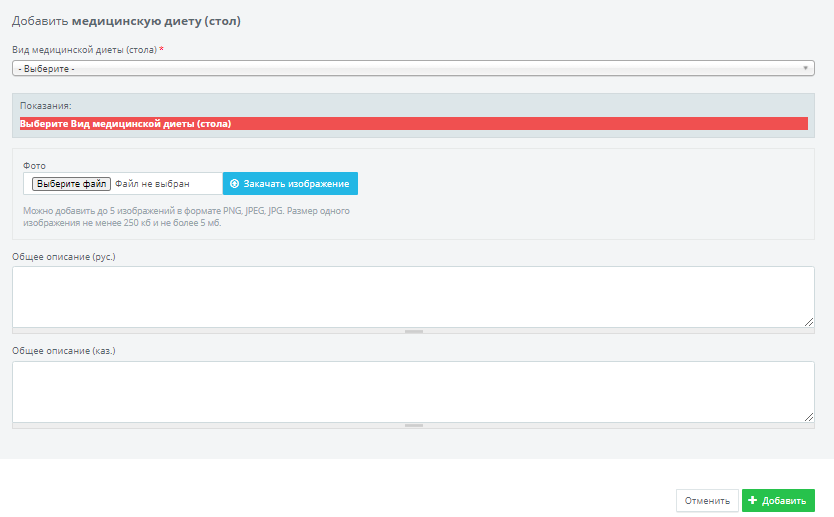 Добавить медицинскую диету (стол)
Вид медицинской диеты (стола) *
- Выберите -
Показания:
Выберите Вид медицинской диеты (стола)
Фото
Выберите файл Файл не выбран Закачать изображение
Можно добавить до 5 изображений в формате PNG, JPEG, JPG. Размер одного
изображения не менее 250 кб и не более 5 мб.
Общее описание (рус.)
Общее описание (каз.)
Отменить Добавить